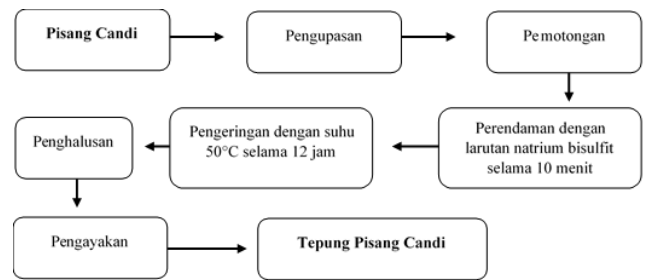 Pisang Candi
Pengupasan
Pemotongan
Perendaman dengan
larutan natrium bisulfit
selama 10 menit
Pengeringan dengan suhu
50°C selama 12 jam
Penghalusan
Pengayakan
Tepung Pisang Candi